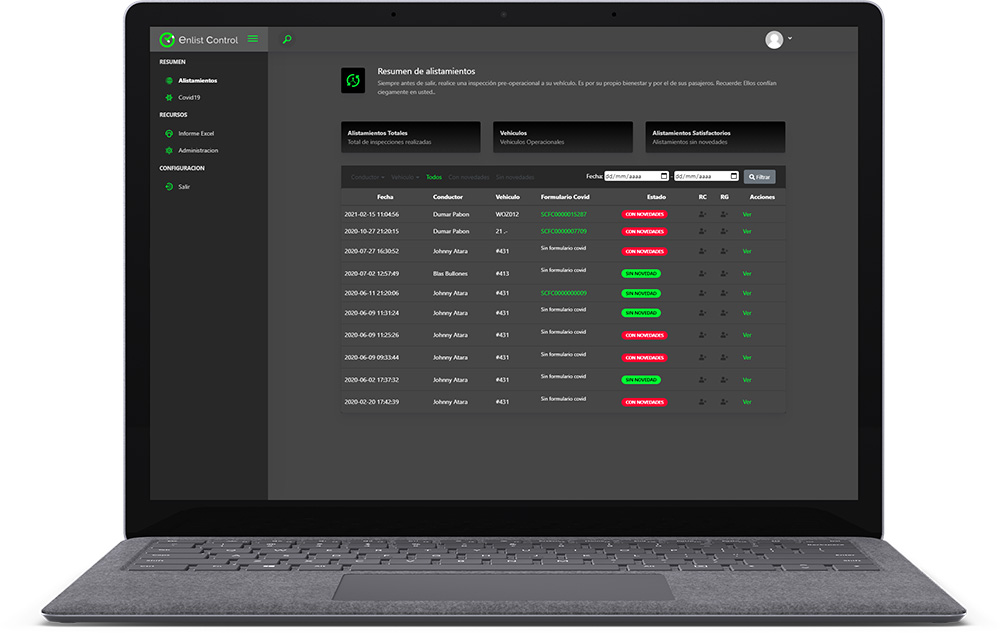 enlist Control
RESUMEN
Alistamientos
Covid19
RECURSOS
Informe Excel
Administracion
CONFIGURACION
Salir
Resumen de alistamientos
Siempre antes de salir, realice una inspección pre-operacional a su vehículo. Es por su propio bienestar y por el de sus pasajeros. Recuerde: Ellos confían
ciegamente en usted..
Alistamientos Totales
Total de inspecciones realizadas
Vehiculos
Vehiculos Operacionales
Alistamientos Satisfactorios
Alistamientos sin novedades
Conductor Vehiculo Todos Con novedades Sin novedades Fecha: dd/mm/aaaa - dd/mm/aaaa Filtrar
Fecha Conductor Vehiculo Formulario Covid Estado RC RG Acciones
2021-02-15 11:04:56 Dumar Pabon WOZ012 SCFC0000015287 CON NOVEDADES Ver
2020-10-27 21:20:15 Dumar Pabon 21 ,- SCFC0000007709 CON NOVEDADES Ver
2020-07-27 16:30:52 Johnny Atara #431 Sin formulario covid CON NOVEDADES Ver
2020-07-02 12:57:49 Blas Bullones #413 Sin formulario covid SIN NOVEDAD Ver
2020-06-11 21:20:06 Johnny Atara #431 SCFC0000000009 SIN NOVEDAD Ver
2020-06-09 11:31:24 Johnny Atara #431 Sin formulario covid SIN NOVEDAD Ver
2020-06-09 11:25:26 Johnny Atara #431 Sin formulario covid CON NOVEDADES Ver
2020-06-09 09:33:44 Johnny Atara #431 Sin formulario covid CON NOVEDADES Ver
2020-06-02 17:37:32 Johnny Atara #431 Sin formulario covid SIN NOVEDAD Ver
2020-02-20 17:42:39 Johnny Atara #431 Sin formulario covid CON NOVEDADES Ver